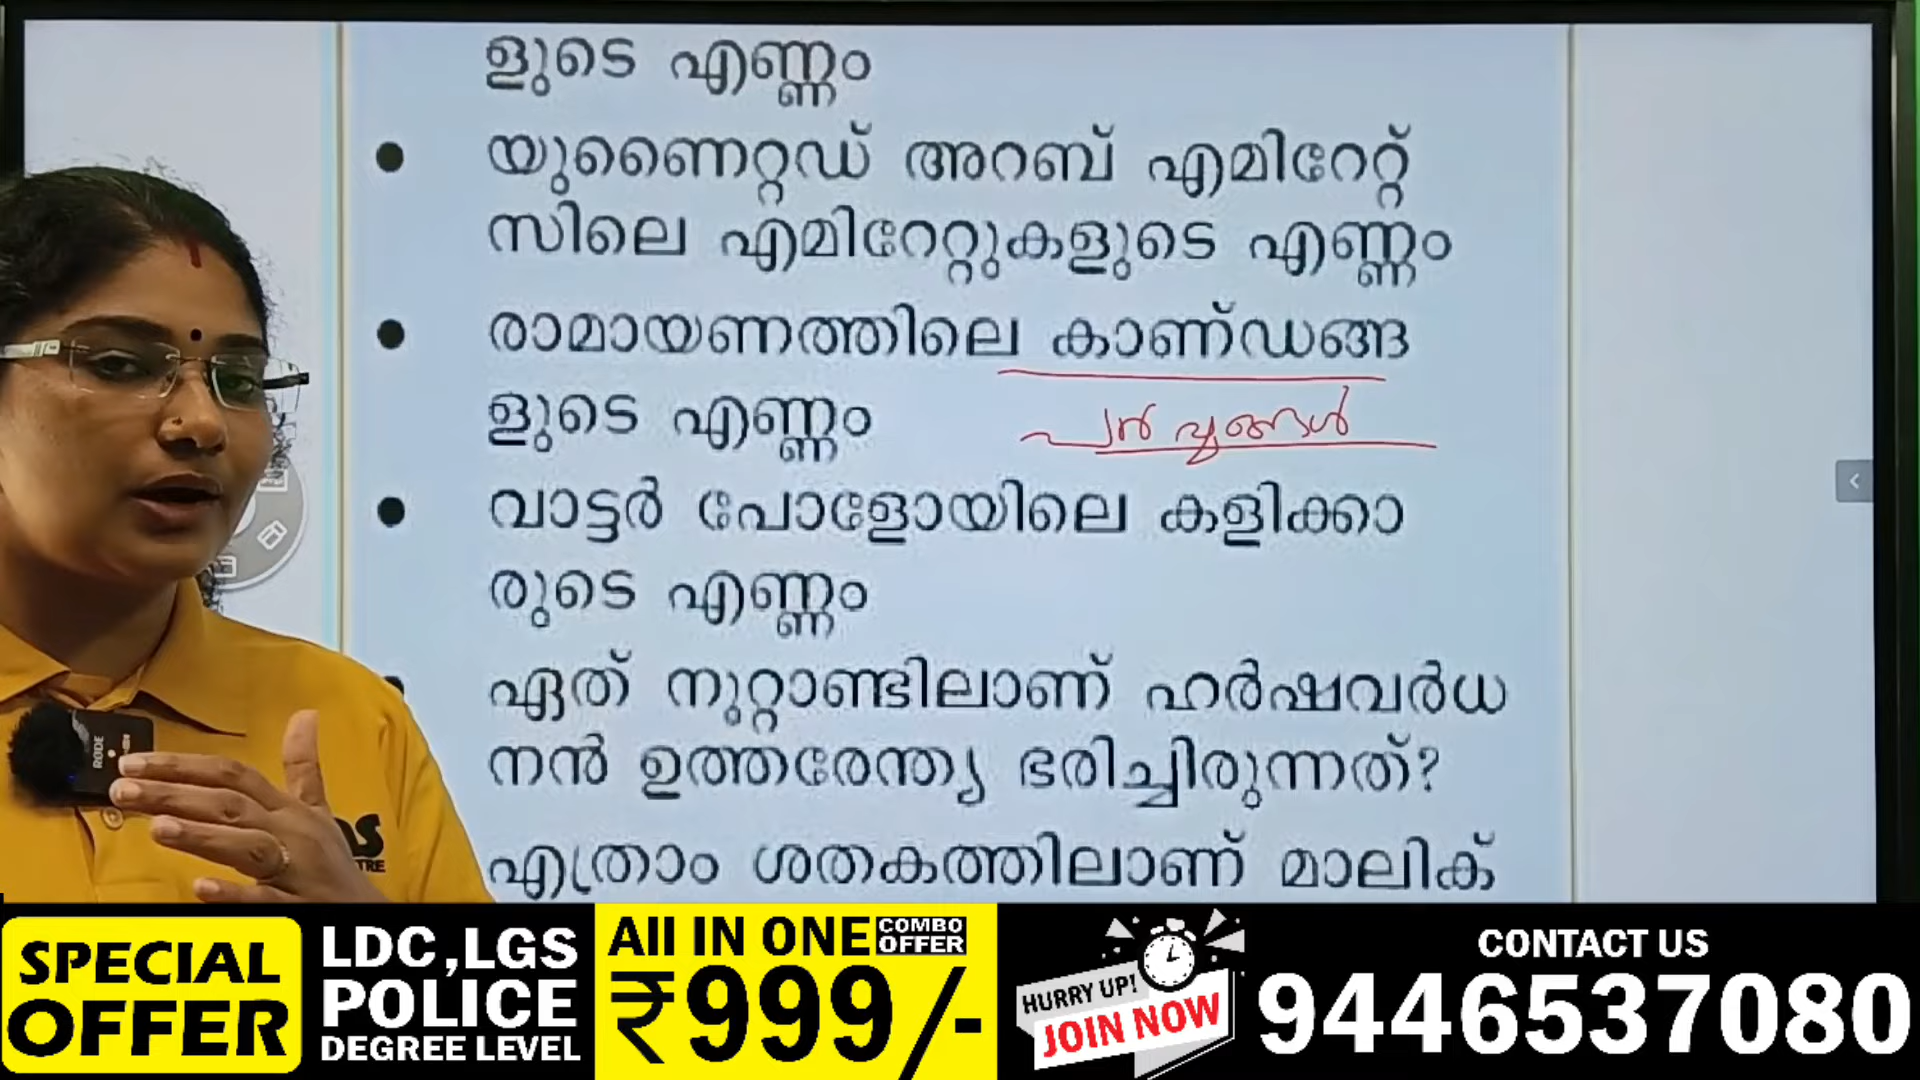 ളുടെ എണ്ണം
• യുണൈറ്റഡ് അറബ് എമിറേറ്റ്
സിലെ എമിറേറ്റുകളുടെ എണ്ണം
• രാമായണത്തിലെ കാണ്ഡങ്ങ
ളുടെ എണ്ണം
• വാട്ടർ പോളോയിലെ കളിക്കാ
രുടെ എണ്ണം
ഏത് നൂറ്റാണ്ടിലാണ് ഹർഷവർധ
നൻ ഉത്തരേന്ത്യ ഭരിച്ചിരുന്നത്?
എത്രാം ശതകത്തിലാണ് മാലിക്
RODE
SPECIAL
OFFER
LDC,LGS
POLICE
DEGREE LEVEL
All IN ONE
COMBO
OFFER
₹999/-
HURRY UP!
JOIN NOW
CONTACT US
9446537080